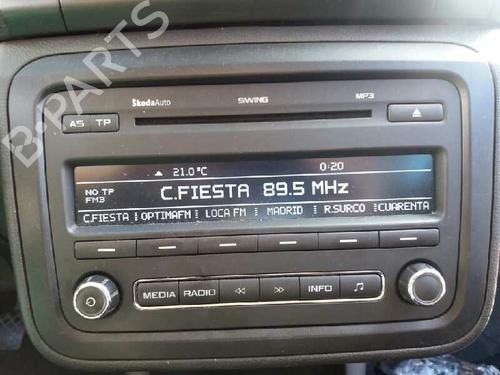 ŠkodaAuto SWING MP3
AS TP
21.0°C 0:20
NO TP
FM3
C.FIESTA 89.5 MHz
C.FIESTA OPTIMAFM LOCA FM MADRID R.SURCO CUARENTA
MEDIA RADIO INFO
B-PARTS